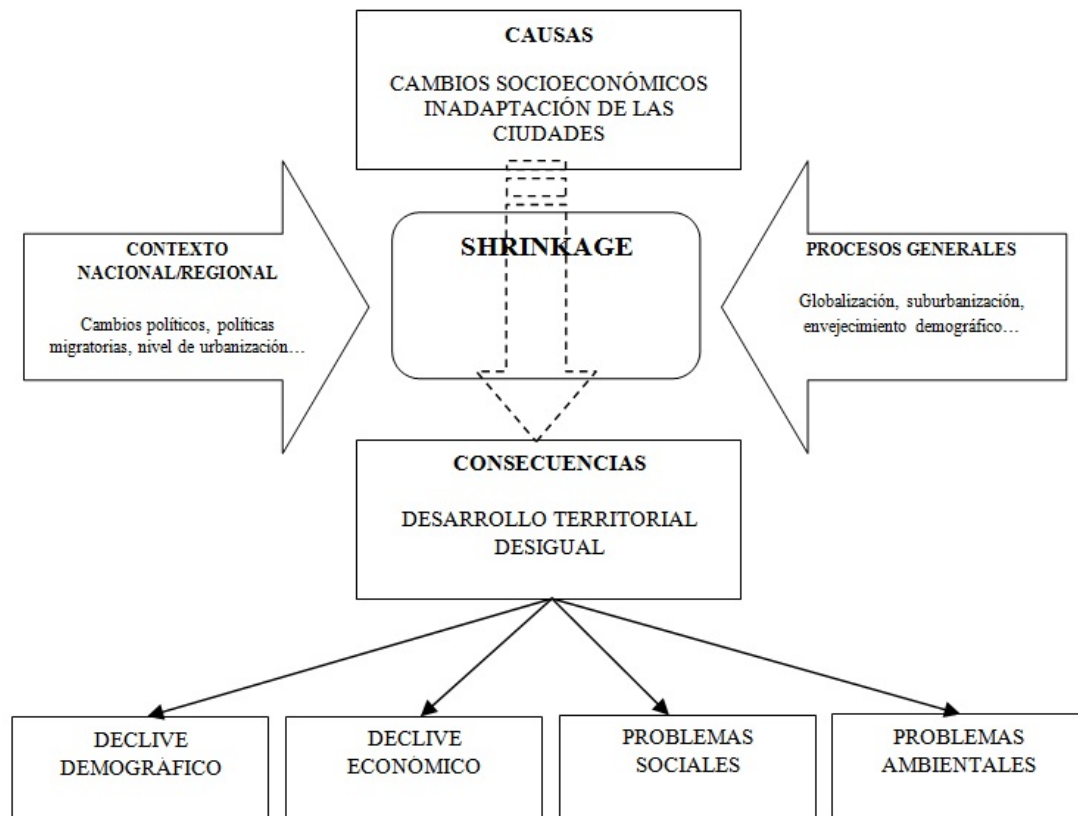 CAUSAS
CAMBIOS SOCIOECONÓMICOS
INADAPTACIÓN DE LAS
CIUDADES
CONTEXTO
NACIONAL/REGIONAL
Cambios políticos, políticas
migratorias, nivel de urbanización…
SHRINKAGE
PROCESOS GENERALES
Globalización, suburbanización,
envejecimiento demográfico…
CONSECUENCIAS
DESARROLLO TERRITORIAL
DESIGUAL
DECLIVE
DEMOGRÁFICO
DECLIVE
ECONÓMICO
PROBLEMAS
SOCIALES
PROBLEMAS
AMBIENTALES